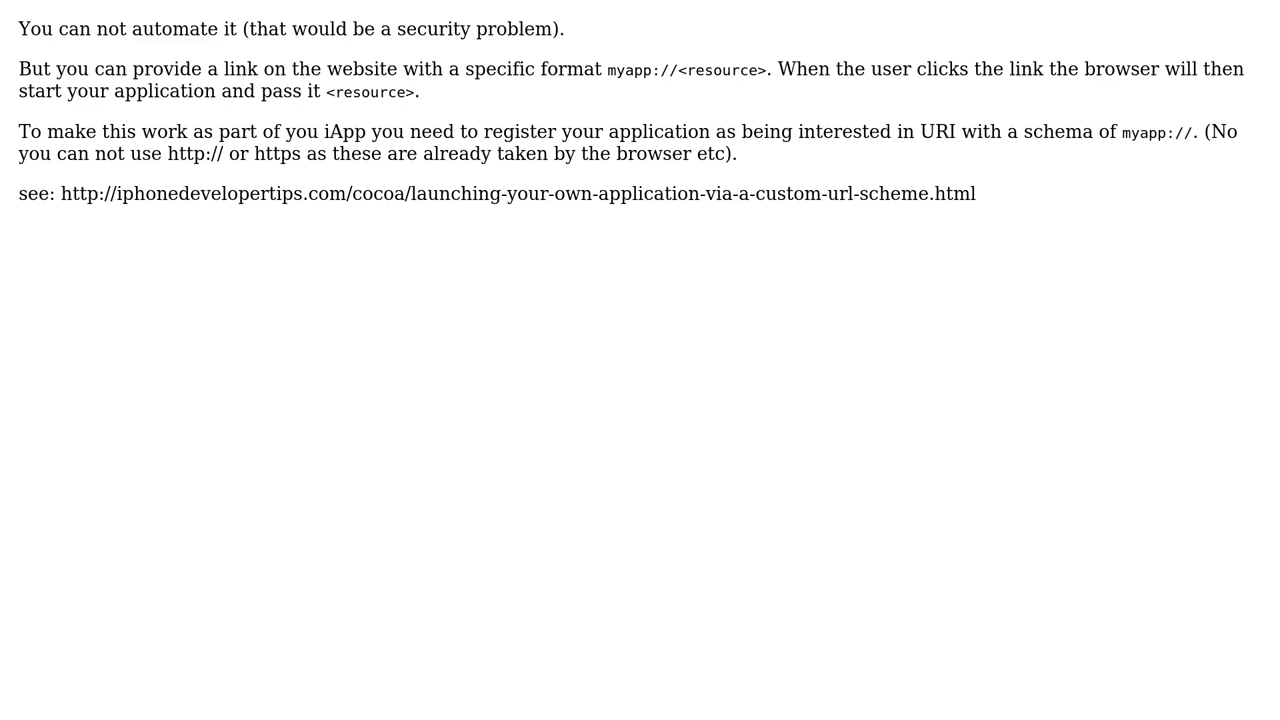 You can not automate it (that would be a security problem).
But you can provide a link on the website with a specific format myapp://<resource>. When the user clicks the link the browser will then
start your application and pass it <resource>.
To make this work as part of you iApp you need to register your application as being interested in URI with a schema of myapp://. (No
you can not use http:// or https as these are already taken by the browser etc).
see: http://iphonedevelopertips.com/cocoa/launching-your-own-application-via-a-custom-url-scheme.html